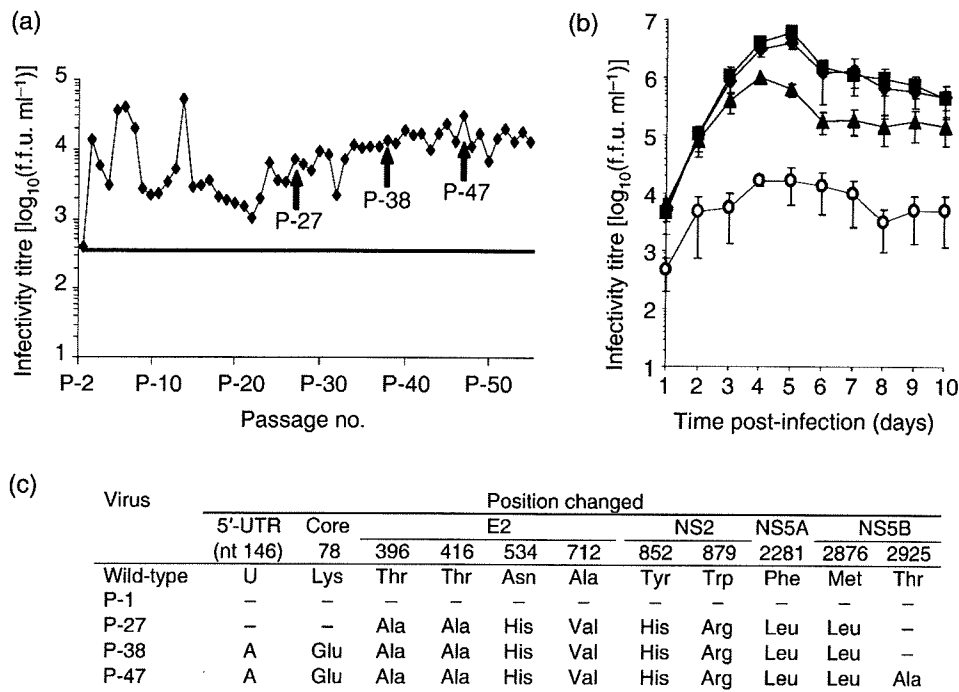 (a)
Infectivity titre [log10(f.f.u. ml−1)]
5
4
3
2
1
P-27
P-38
P-47
P-2
P-10
P-20
P-30
P-40
P-50
Passage no.
(b)
Infectivity titre [log10(f.f.u. ml−1)]
7
6
5
4
3
2
1
1 2 3 4 5 6 7 8 9 10
Time post-infection (days)
(c)
Virus Position changed
5′-UTR Core E2 NS2 NS5A NS5B
(nt 146) 78 396 416 534 712 852 879 2281 2876 2925
Wild-type U Lys Thr Thr Asn Ala Tyr Trp Phe Met Thr
P-1 – – – – – – – – – – –
P-27 – – Ala Ala His Val His Arg Leu Leu –
P-38 A Glu Ala Ala His Val His Arg Leu Leu –
P-47 A Glu Ala Ala His Val His Arg Leu Leu Ala